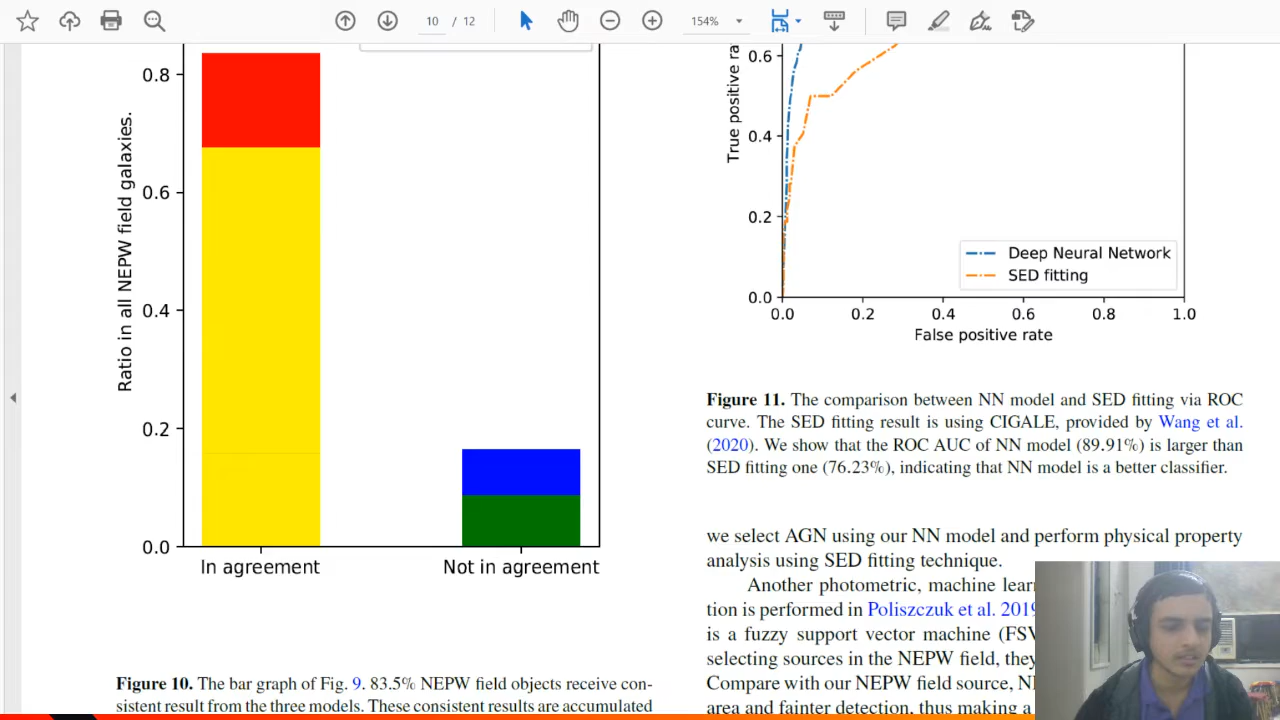 10 / 12
154%
0.8
0.6
0.4
0.2
0.0
Ratio in all NEPW field galaxies.
In agreement
Not in agreement
Figure 10. The bar graph of Fig. 9. 83.5% NEPW field objects receive con-
sistent result from the three models. These consistent results are accumulated
0.6
0.4
0.2
0.0
True positive ra
Deep Neural Network
SED fitting
0.0 0.2 0.4 0.6 0.8 1.0
False positive rate
Figure 11. The comparison between NN model and SED fitting via ROC
curve. The SED fitting result is using CIGALE, provided by Wang et al.
(2020). We show that the ROC AUC of NN model (89.91%) is larger than
SED fitting one (76.23%), indicating that NN model is a better classifier.
we select AGN using our NN model and perform physical property
analysis using SED fitting technique.
Another photometric, machine lear
tion is performed in Poliszczuk et al. 2019
is a fuzzy support vector machine (FSV
selecting sources in the NEPW field, they
Compare with our NEPW field source, N
area and fainter detection, thus making a